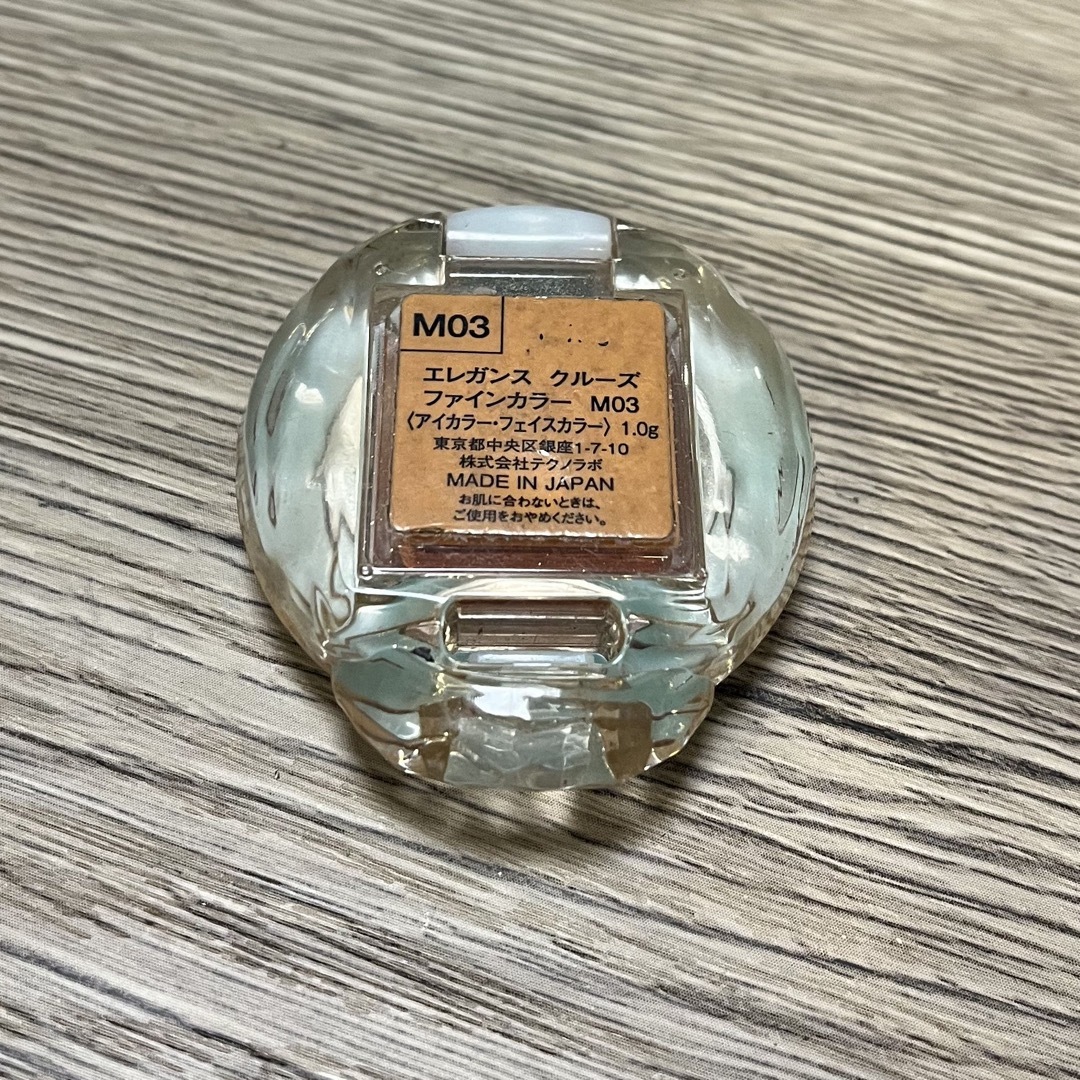 M03
エレガンス クルーズ
ファインカラー M03
〈アイカラー・フェイスカラー〉1.0g
東京都中央区銀座1-7-10
株式会社テクノラボ
MADE IN JAPAN
お肌に合わないときは、
ご使用をおやめください。